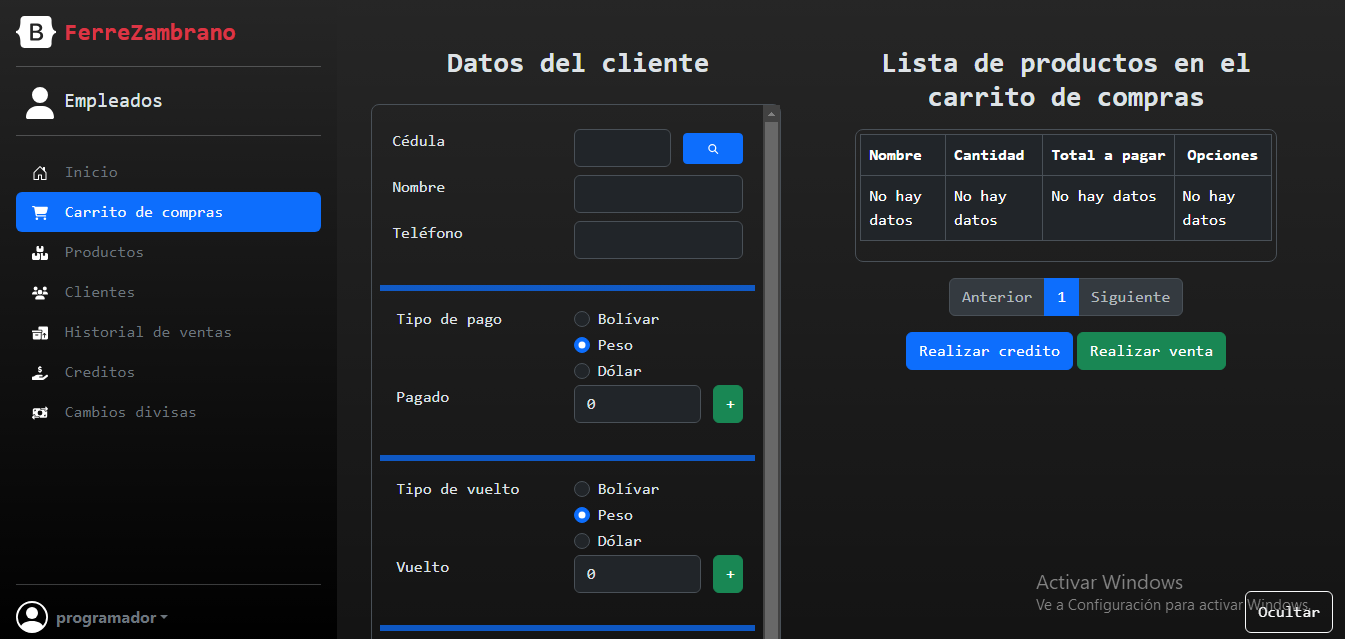 B FerreZambrano
Empleados
Inicio
Carrito de compras
Productos
Clientes
Historial de ventas
Creditos
Cambios divisas
programador
Datos del cliente
Cédula
Nombre
Teléfono
Tipo de pago
Bolívar
Peso
Dólar
Pagado
0 +
Tipo de vuelto
Bolívar
Peso
Dólar
Vuelto
0 +
Lista de productos en el
carrito de compras
Nombre Cantidad Total a pagar Opciones
No hay datos No hay datos No hay datos No hay datos
Anterior 1 Siguiente
Realizar credito Realizar venta
Activar Windows
Ve a Configuración para activar Windows.
Ocultar